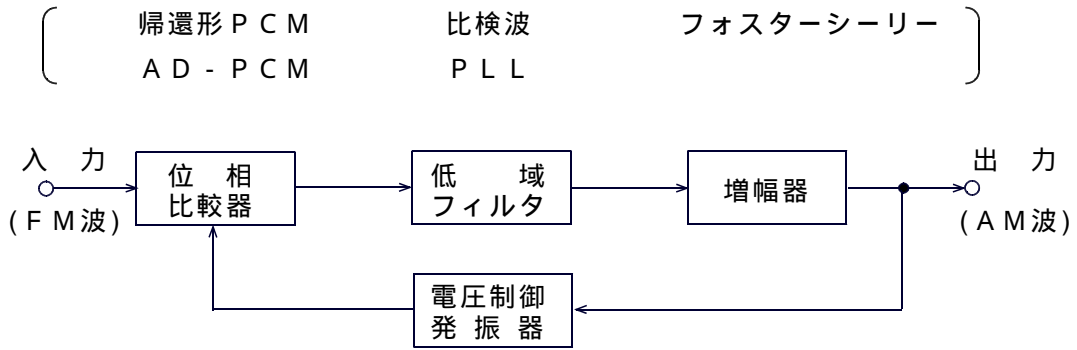 帰還形ＰＣＭ 比検波 フォスターシーリー
ＡＤ-ＰＣＭ ＰＬＬ
入 力
(ＦＭ波)
位 相
比較器
低 域
フィルタ
増幅器
出 力
(ＡＭ波)
電圧制御
発 振 器